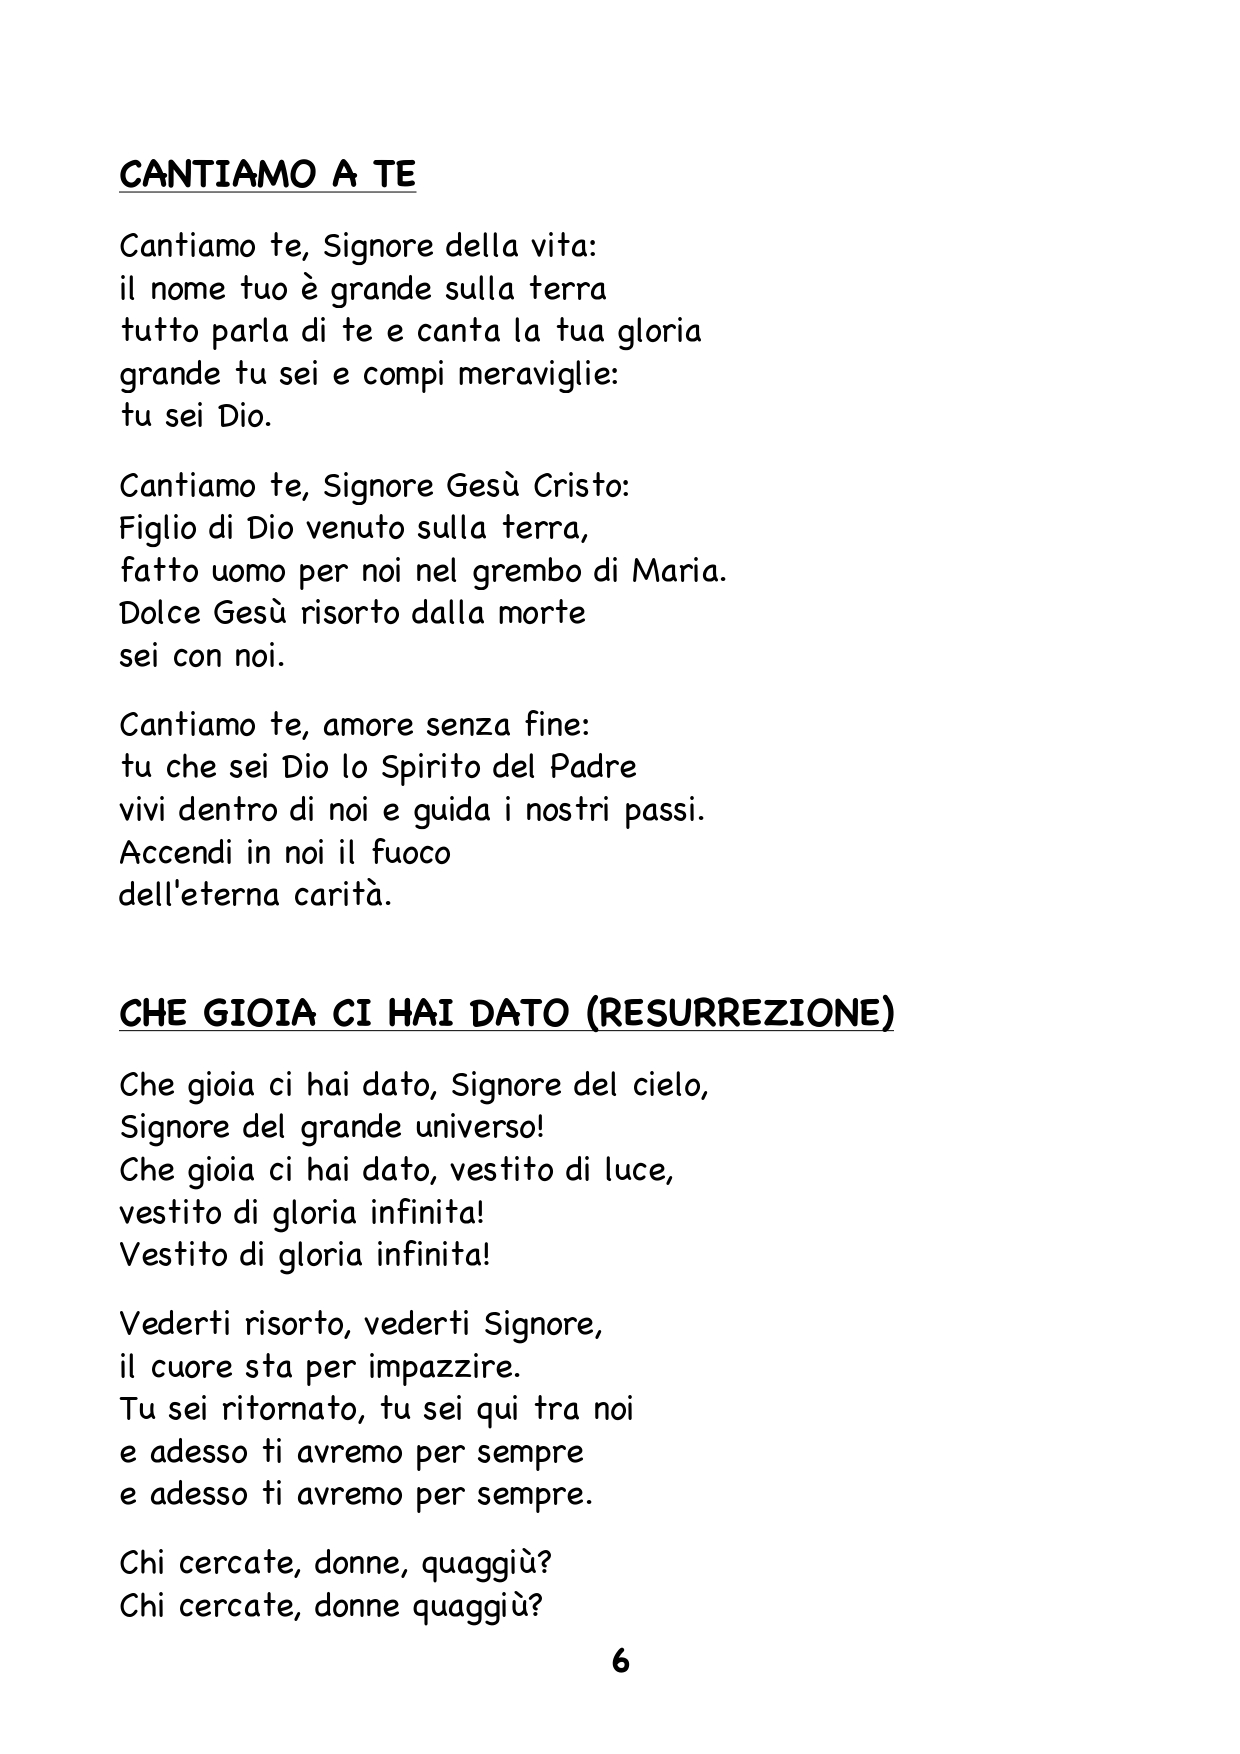 CANTIAMO A TE
Cantiamo te, Signore della vita:
il nome tuo è grande sulla terra
tutto parla di te e canta la tua gloria
grande tu sei e compi meraviglie:
tu sei Dio.
Cantiamo te, Signore Gesù Cristo:
Figlio di Dio venuto sulla terra,
fatto uomo per noi nel grembo di Maria.
Dolce Gesù risorto dalla morte
sei con noi.
Cantiamo te, amore senza fine:
tu che sei Dio lo Spirito del Padre
vivi dentro di noi e guida i nostri passi.
Accendi in noi il fuoco
dell'eterna carità.
CHE GIOIA CI HAI DATO (RESURREZIONE)
Che gioia ci hai dato, Signore del cielo,
Signore del grande universo!
Che gioia ci hai dato, vestito di luce,
vestito di gloria infinita!
Vestito di gloria infinita!
Vederti risorto, vederti Signore,
il cuore sta per impazzire.
Tu sei ritornato, tu sei qui tra noi
e adesso ti avremo per sempre
e adesso ti avremo per sempre.
Chi cercate, donne, quaggiù?
Chi cercate, donne quaggiù?
6